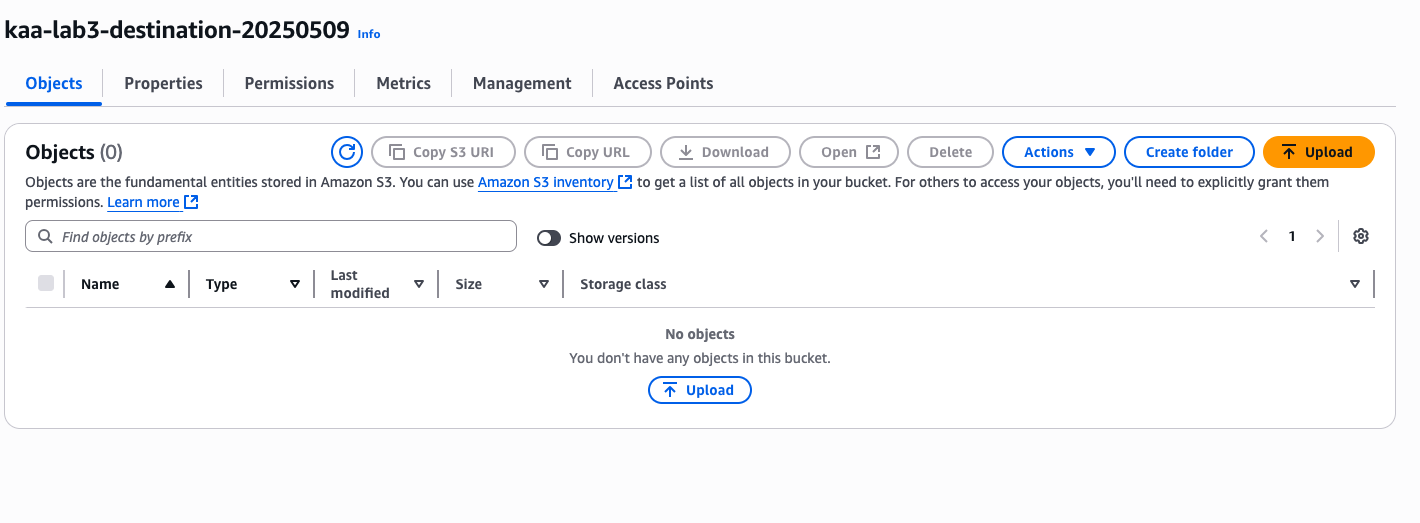 kaa-lab3-destination-20250509 Info
Objects Properties Permissions Metrics Management Access Points
Objects (0) Copy S3 URI Copy URL Download Open Delete Actions Create folder Upload
Objects are the fundamental entities stored in Amazon S3. You can use Amazon S3 inventory to get a list of all objects in your bucket. For others to access your objects, you'll need to explicitly grant them
permissions. Learn more
Find objects by prefix Show versions 1
Name Type Last modified Size Storage class
No objects
You don't have any objects in this bucket.
Upload